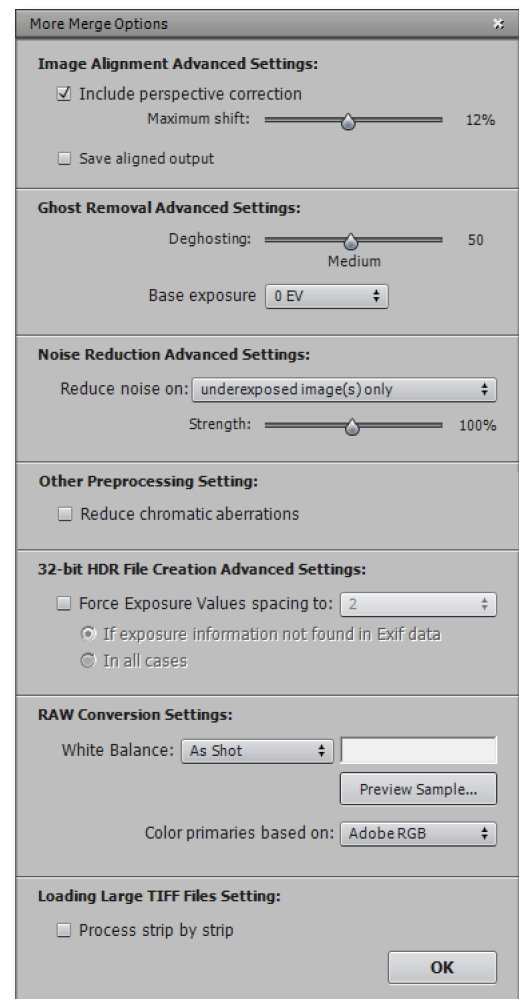 More Merge Options
Image Alignment Advanced Settings:
Include perspective correction
Maximum shift: 12%
Save aligned output
Ghost Removal Advanced Settings:
Deghosting: 50
Medium
Base exposure 0 EV
Noise Reduction Advanced Settings:
Reduce noise on: underexposed image(s) only
Strength: 100%
Other Preprocessing Setting:
Reduce chromatic aberrations
32-bit HDR File Creation Advanced Settings:
Force Exposure Values spacing to: 2
If exposure information not found in Exif data
In all cases
RAW Conversion Settings:
White Balance: As Shot
Preview Sample...
Color primaries based on: Adobe RGB
Loading Large TIFF Files Setting:
Process strip by strip
OK